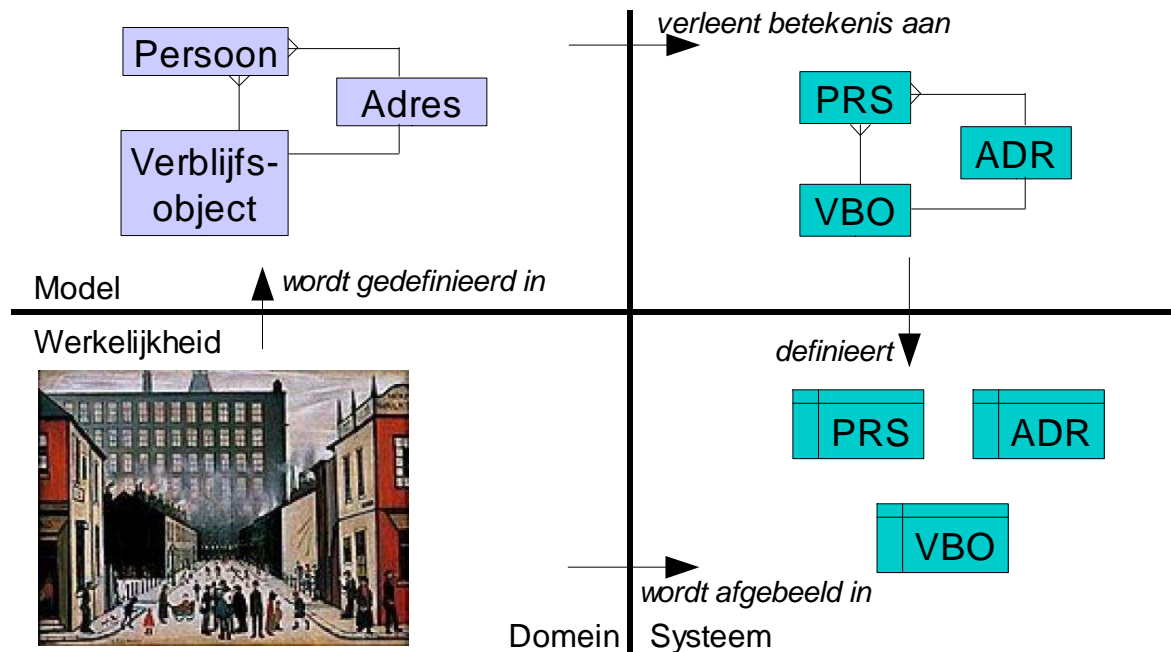 Persoon
Adres
Verblijfs-
object
verleent betekenis aan
PRS
ADR
VBO
Model
wordt gedefinieerd in
Werkelijkheid
definieert
PRS
ADR
VBO
wordt afgebeeld in
Domein
Systeem